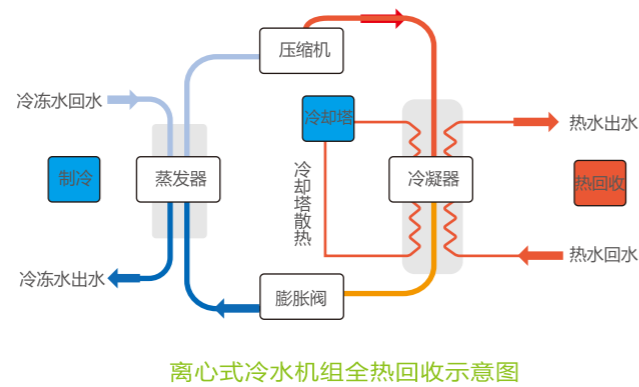 压缩机
冷冻水回水
冷却塔
热水出水
制冷
蒸发器
冷却塔散热
冷凝器
热回收
冷冻水出水
热水回水
膨胀阀
离心式冷水机组全热回收示意图